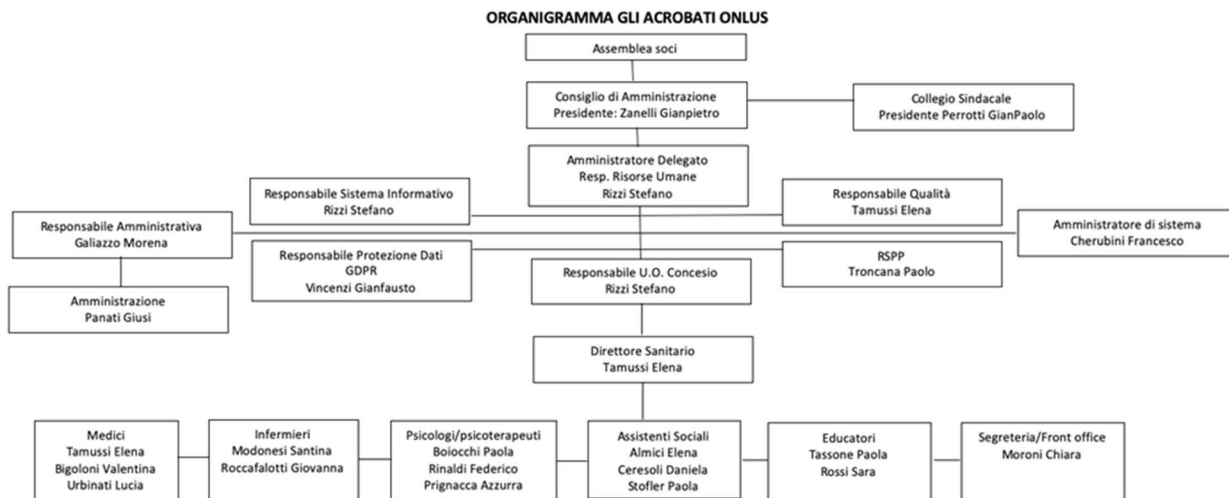 ORGANIGRAMMA GLI ACROBATI ONLUS
Assemblea soci
Consiglio di Amministrazione
Presidente: Zanelli Gianpietro
Collegio Sindacale
Presidente Perrotti GianPaolo
Amministratore Delegato
Resp. Risorse Umane
Rizzi Stefano
Responsabile Sistema Informativo
Rizzi Stefano
Responsabile Qualità
Tamussi Elena
Responsabile Amministrativa
Galiazzo Morena
Amministratore di sistema
Cherubini Francesco
Responsabile Protezione Dati
GDPR
Vincenzi Gianfausto
RSPP
Troncana Paolo
Responsabile U.O. Concesio
Rizzi Stefano
Amministrazione
Panati Giusi
Direttore Sanitario
Tamussi Elena
Medici
Tamussi Elena
Bigoloni Valentina
Urbinati Lucia
Infermieri
Modonesi Santina
Roccafalotti Giovanna
Psicologi/psicoterapeuti
Boiocchi Paola
Rinaldi Federico
Prignacca Azzurra
Assistenti Sociali
Almici Elena
Ceresoli Daniela
Stofler Paola
Educatori
Tassone Paola
Rossi Sara
Segreteria/Front office
Moroni Chiara